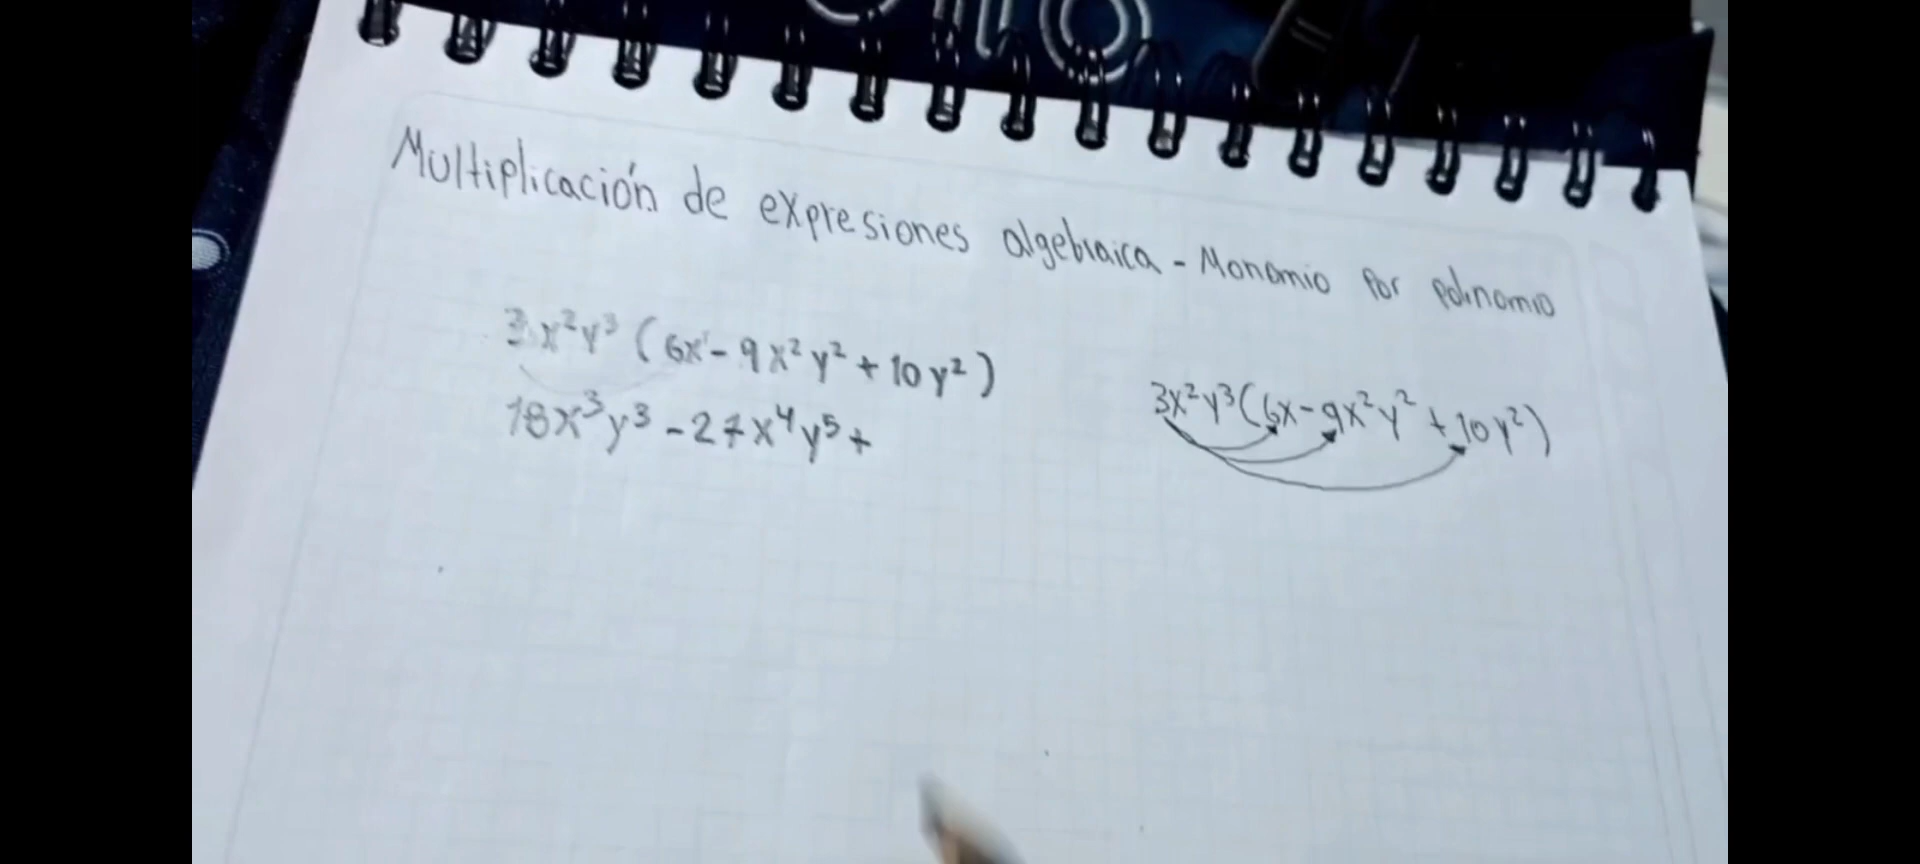 Multiplicación de expresiones algebraica - Monomio por polinomio
3x²y³ (6x¹ - 9x²y² + 10y²)
18x³y³ - 27x⁴y⁵ +
3x²y³(6x - 9x²y² + 10y²)